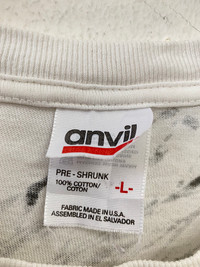 anvil
PRE-SHRUNK
100% COTTON/
COTON
-L-
FABRIC MADE IN U.S.A.
ASSEMBLED IN EL SALVADOR